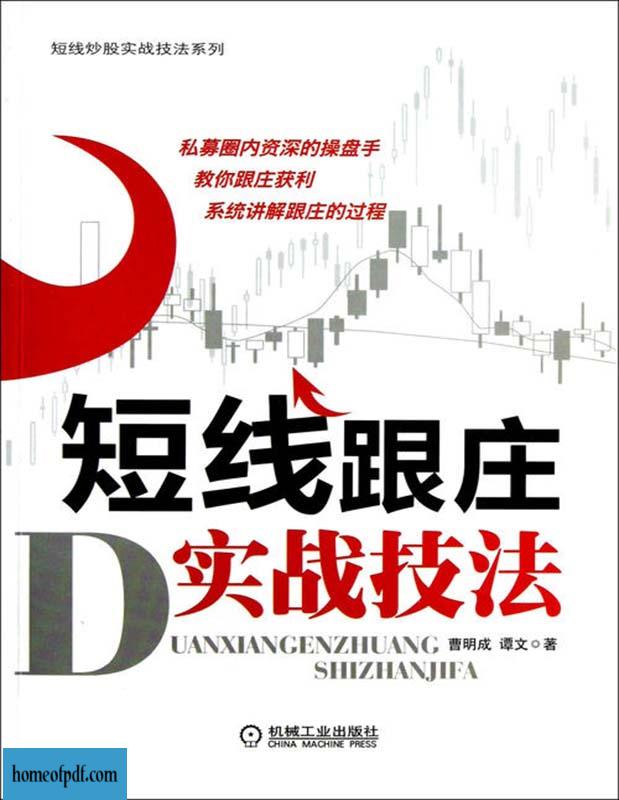 短线炒股实战技法系列
私募圈内资深的操盘手
教你跟庄获利
系统讲解跟庄的过程
短线跟庄
实战技法
DUANXIANGENZHUANG
SHIZHANJIFA
曹明成 谭文◎著
机械工业出版社
CHINA MACHINE PRESS
homeofpdf.com